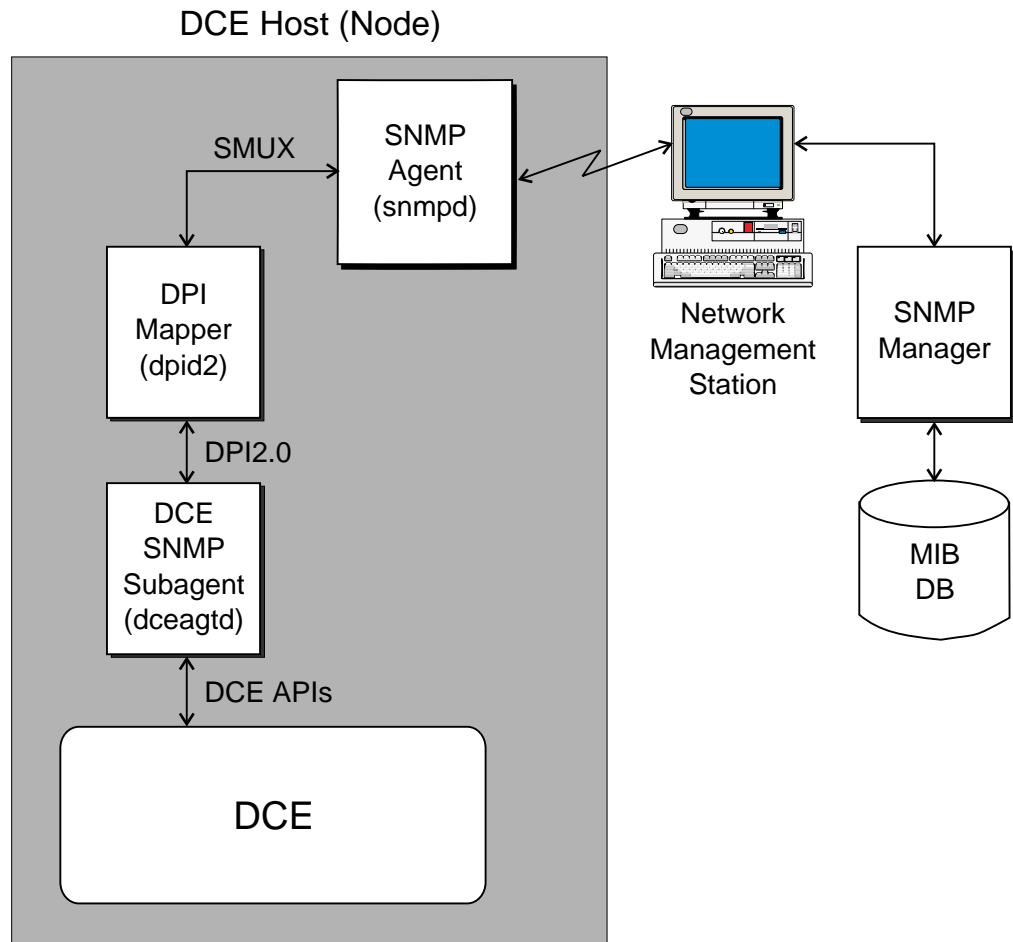 DCE Host (Node)
SNMP
Agent
(snmpd)
SMUX
DPI
Mapper
(dpid2)
DPI2.0
DCE
SNMP
Subagent
(dceagtd)
DCE APIs
DCE
Network
Management
Station
SNMP
Manager
MIB
DB